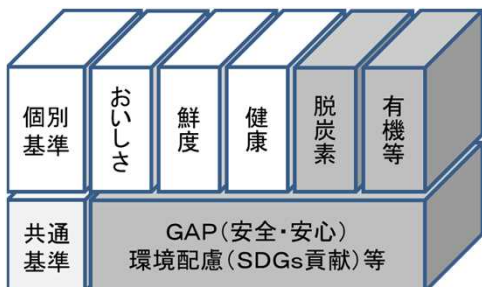 個別
基準
おいしさ
鮮度
健康
脱炭素
有機等
共通
基準
GAP(安全・安心)
環境配慮(SDGs貢献)等